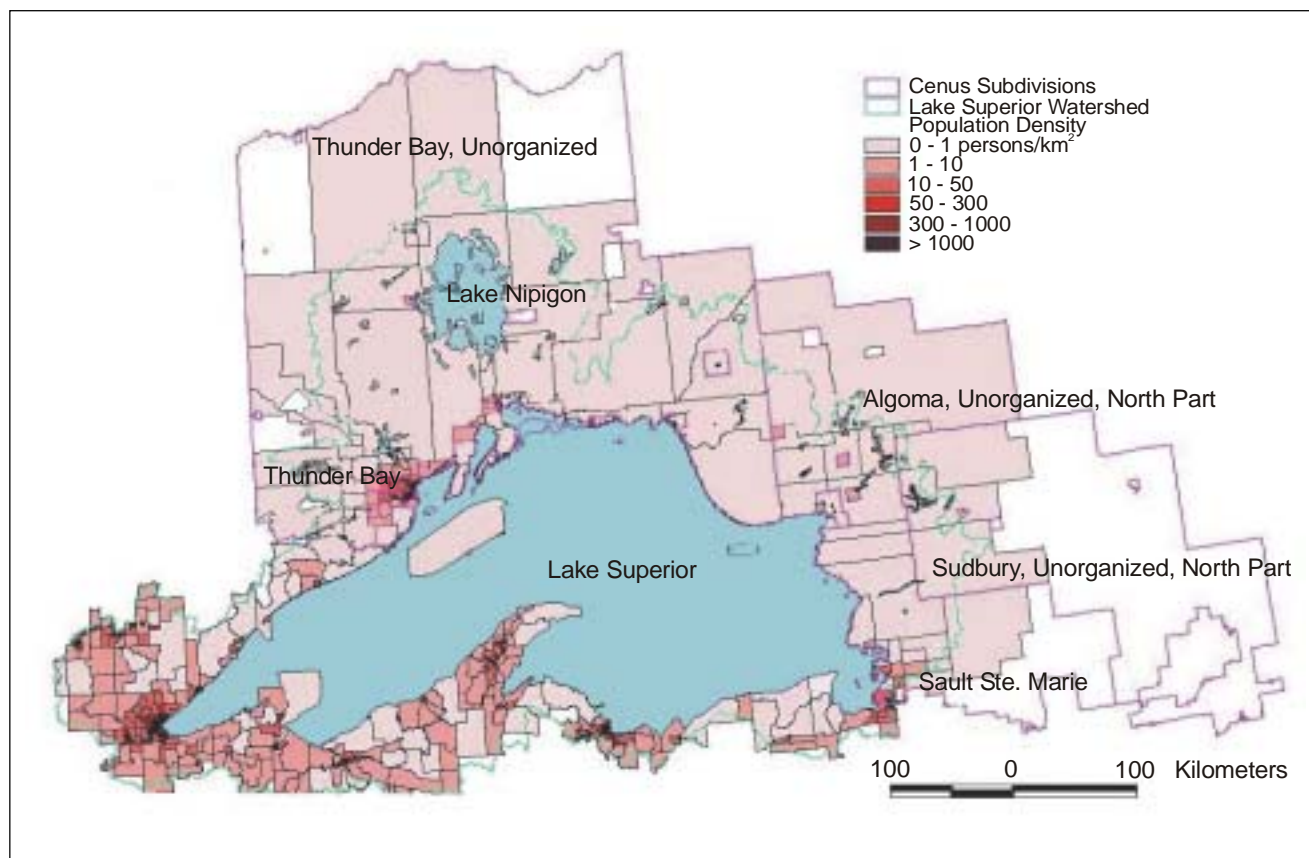 Cenus Subdivisions
Lake Superior Watershed
Population Density
0 - 1 persons/km²
1 - 10
10 - 50
50 - 300
300 - 1000
> 1000
Thunder Bay, Unorganized
Lake Nipigon
Algoma, Unorganized, North Part
Thunder Bay
Lake Superior
Sudbury, Unorganized, North Part
Sault Ste. Marie
100 0 100 Kilometers